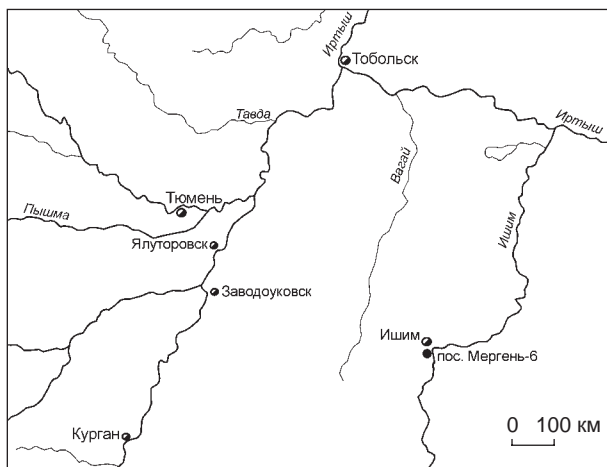 Иртыш
Тобольск
Тавда
Иртыш
Вагай
Тюмень
Пышма
Ишим
Ялуторовск
Заводоуковск
Ишим
пос. Мергень-6
Курган
0 100 км